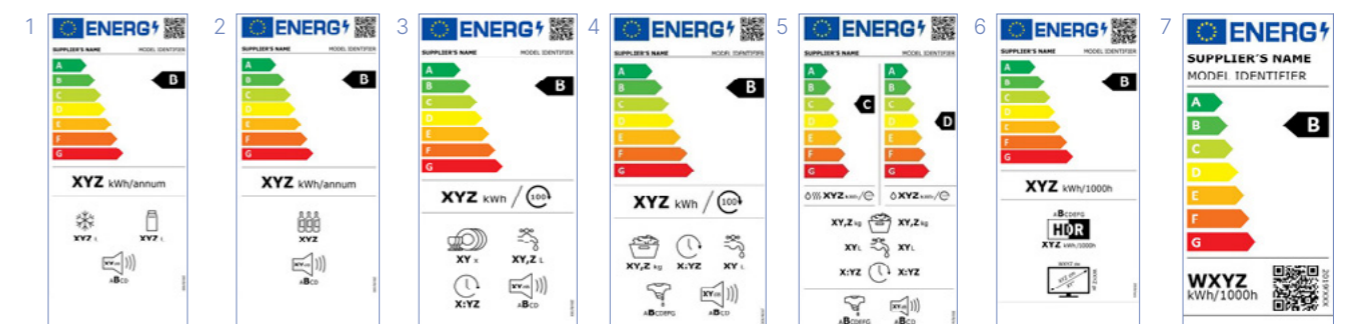 1
ENERG
SUPPLIER'S NAME MODEL IDENTIFIER
A
B
C
D
E
F
G
B
XYZ kWh/annum
XYZ L XYZ L
ABCD
2
ENERG
SUPPLIER'S NAME MODEL IDENTIFIER
A
B
C
D
E
F
G
B
XYZ kWh/annum
XYZ
ABCD
3
ENERG
SUPPLIER'S NAME MODEL IDENTIFIER
A
B
C
D
E
F
G
B
XYZ kWh / 100
XY x XY,Z L
X:YZ ABCD
4
ENERG
SUPPLIER'S NAME MODEL IDENTIFIER
A
B
C
D
E
F
G
B
XYZ kWh / 100
XY,Z kg X:YZ XY L
ABCDEFG ABCD
5
ENERG
SUPPLIER'S NAME MODEL IDENTIFIER
A A
B B
C C
D D
E E
F F
G G
C
D
XYZ kWh/ XYZ kWh/
XY,Z kg XY,Z kg
XY L XY L
X:YZ X:YZ
ABCDEFG ABCD
6
ENERG
SUPPLIER'S NAME MODEL IDENTIFIER
A
B
C
D
E
F
G
B
XYZ kWh/1000h
ABCDEFG
HDR
XYZ kWh/1000h
7
ENERG
SUPPLIER'S NAME
MODEL IDENTIFIER
A
B
C
D
E
F
G
B
WXYZ
kWh/1000h
2019/XXX